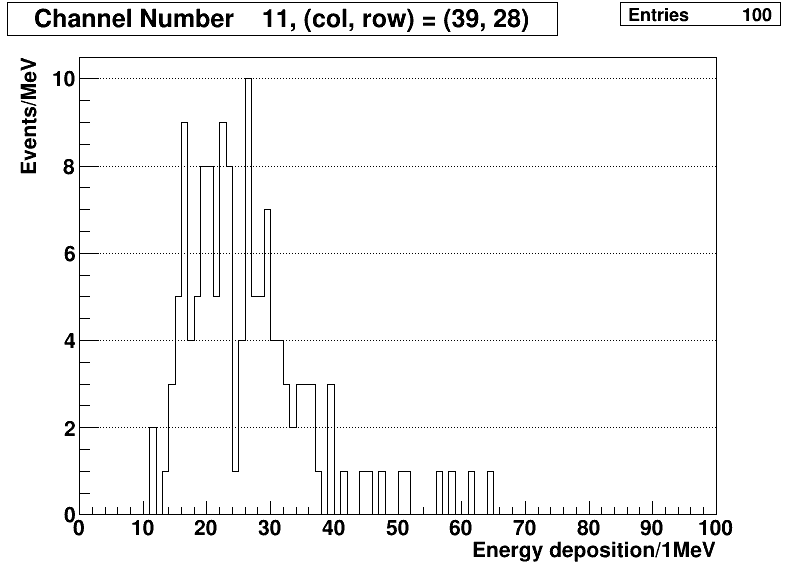 Channel Number 11, (col, row) = (39, 28)
Entries 100
Events/MeV
10
8
6
4
2
0
0 10 20 30 40 50 60 70 80 90 100
Energy deposition/1MeV